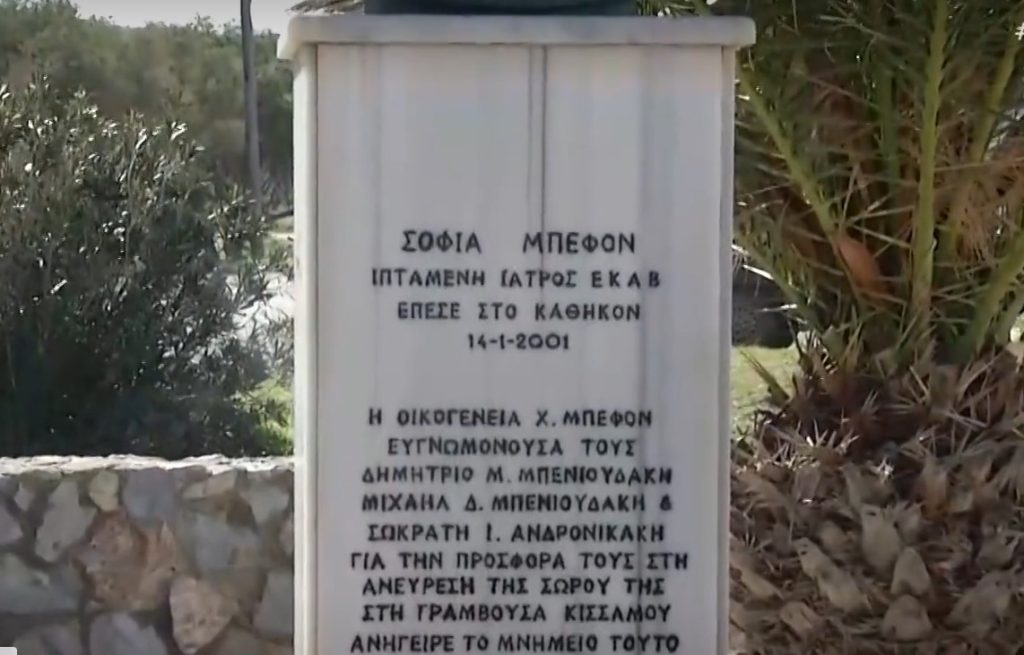 ΣΟΦΙΑ ΜΠΕΦΟΝ
ΙΠΤΑΜΕΝΗ ΙΑΤΡΟΣ ΕΚΑΒ
ΕΠΕΣΕ ΣΤΟ ΚΑΘΗΚΟΝ
14-1-2001
Η ΟΙΚΟΓΕΝΕΙΑ Χ. ΜΠΕΦΟΝ
ΕΥΓΝΩΜΟΝΟΥΣΑ ΤΟΥΣ
ΔΗΜΗΤΡΙΟ Μ. ΜΠΕΝΙΟΥΔΑΚΗ
ΜΙΧΑΗΛ Δ. ΜΠΕΝΙΟΥΔΑΚΗ &
ΣΩΚΡΑΤΗ Ι. ΑΝΔΡΟΝΙΚΑΚΗ
ΓΙΑ ΤΗΝ ΠΡΟΣΦΟΡΑ ΤΟΥΣ ΣΤΗ
ΑΝΕΥΡΕΣΗ ΤΗΣ ΣΩΡΟΥ ΤΗΣ
ΣΤΗ ΓΡΑΜΒΟΥΣΑ ΚΙΣΣΑΜΟΥ
ΑΝΗΓΕΙΡΕ ΤΟ ΜΝΗΜΕΙΟ ΤΟΥΤΟ